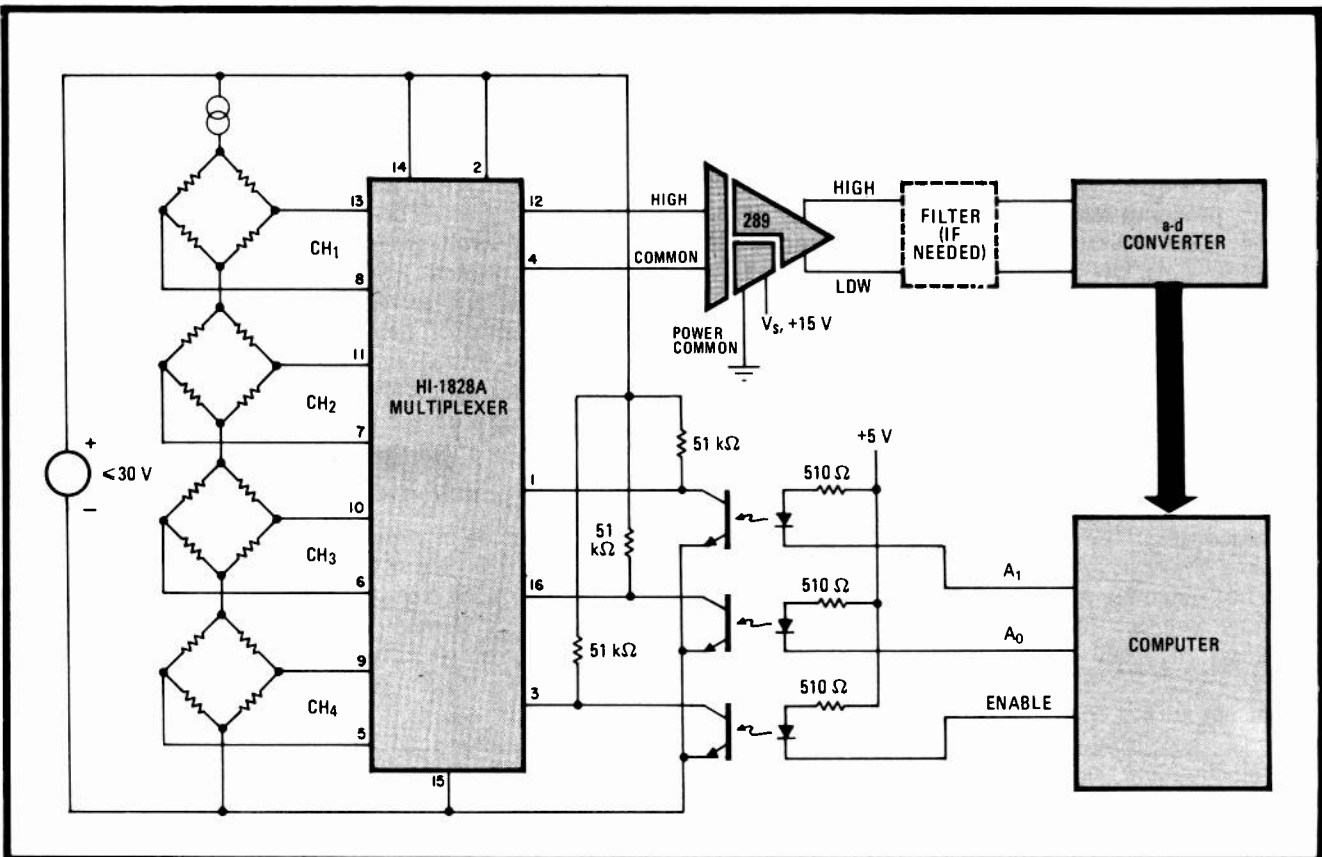 14
2
13
12
HIGH
289
HIGH
FILTER
(IF
NEEDED)
a-d
CONVERTER
CH1
4
COMMON
LOW
8
VS, +15 V
POWER
COMMON
11
HI-1828A
MULTIPLEXER
CH2
7
+
≤30 V
−
51 kΩ
+5 V
510 Ω
1
10
CH3
51
kΩ
A1
6
16
510 Ω
A0
COMPUTER
51 kΩ
9
3
510 Ω
ENABLE
CH4
5
15